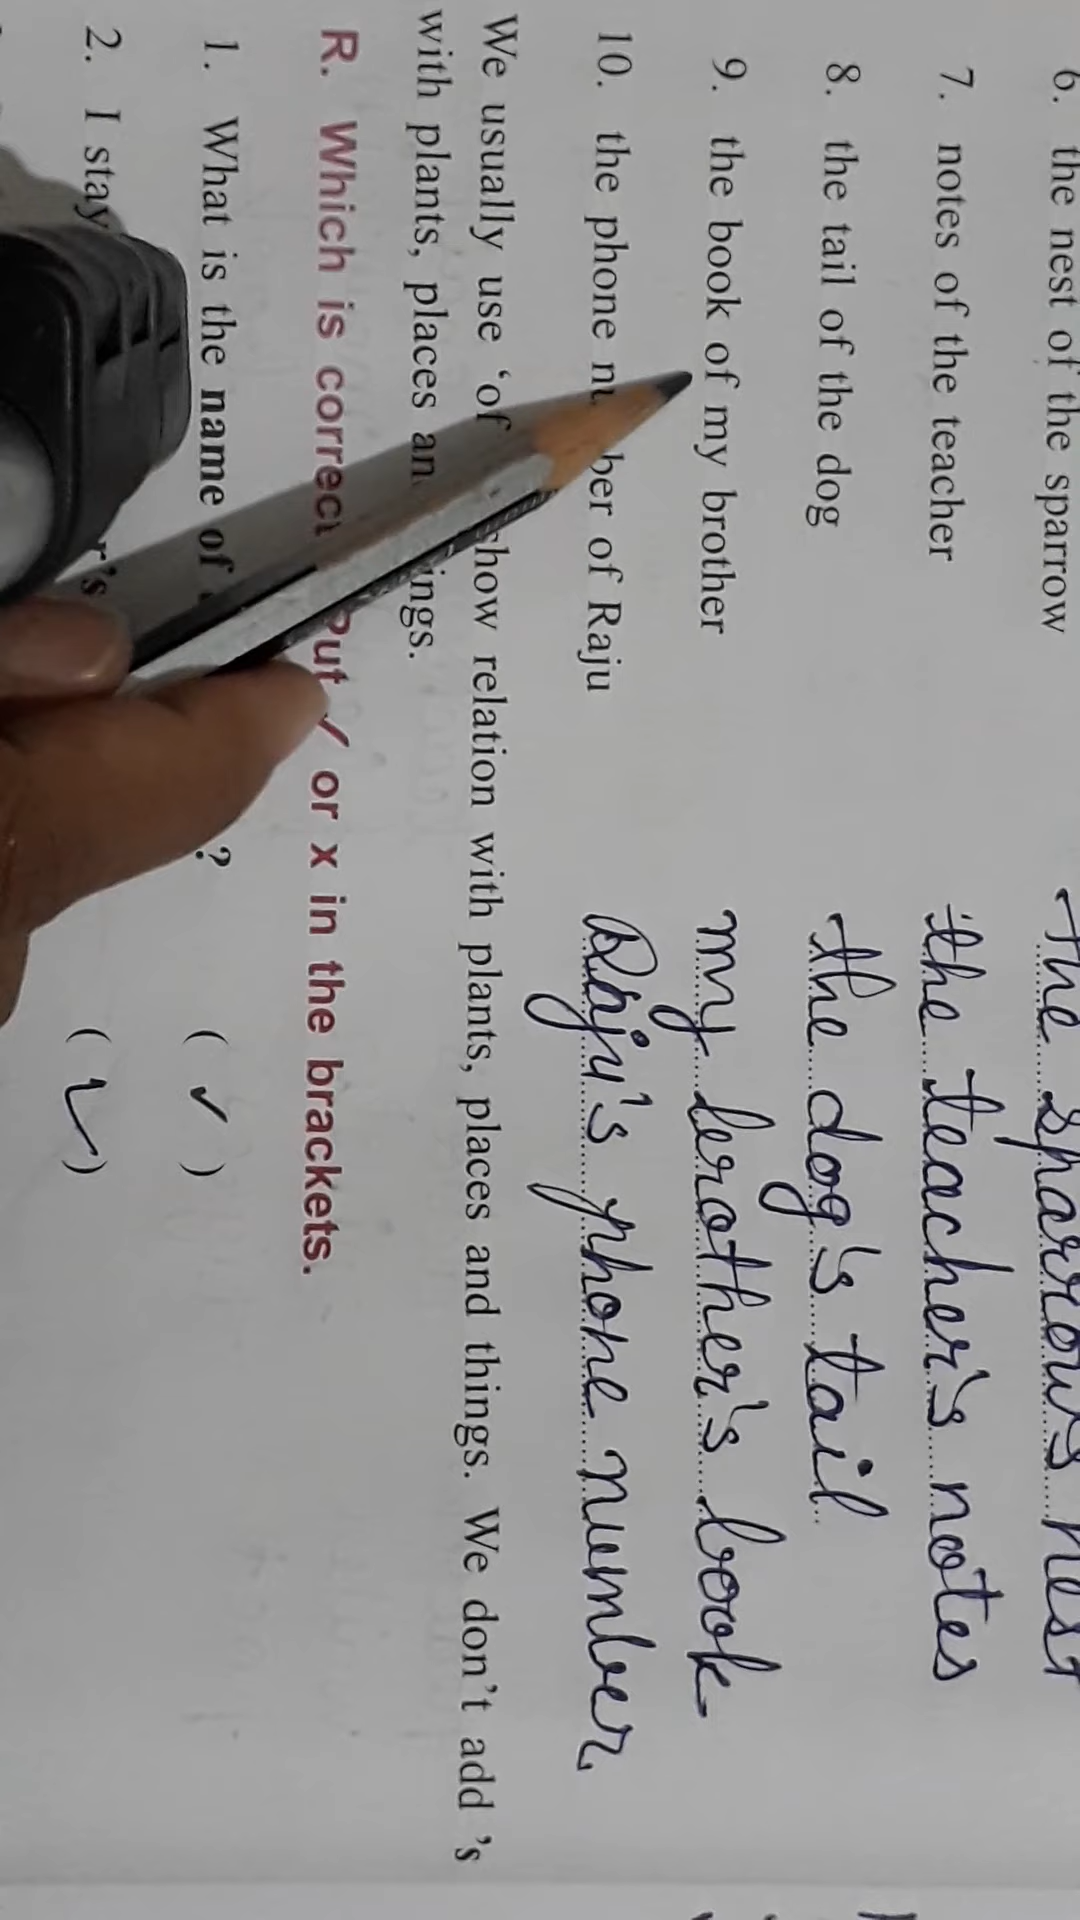 6. the nest of the sparrow the sparrow's nest
7. notes of the teacher the teacher's notes
8. the tail of the dog the dog's tail
9. the book of my brother my brother's book
10. the phone number of Raju Raju's phone number.
We usually use 'of show relation with plants, places and things. We don't add 's
with plants, places and things.
R. Which is correct Put ✓ or x in the brackets.
1. What is the name of ? ( ✓ )
2. I stay r's ( ✓ )